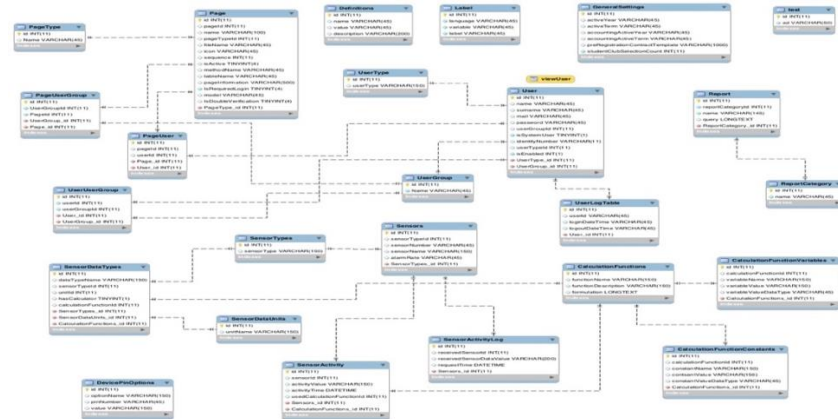 PageType
id INT(11)
Name VARCHAR(45)
Page
id INT(11)
pageId INT(11)
name VARCHAR(100)
pageTypeId INT(11)
fileName VARCHAR(45)
icon VARCHAR(45)
sequence INT(11)
isActive TINYINT(4)
methodName VARCHAR(45)
tableName VARCHAR(45)
pageInformation VARCHAR(500)
isRequiredLogin TINYINT(4)
model VARCHAR(45)
isDoubleVerification TINYINT(4)
PageType_id INT(11)
Definitions
id INT(11)
name VARCHAR(45)
value VARCHAR(45)
description VARCHAR(200)
Label
id INT(11)
language VARCHAR(45)
variable VARCHAR(45)
label VARCHAR(45)
GeneralSettings
id INT(11)
activeYear VARCHAR(45)
activeTerm VARCHAR(45)
accountingActiveYear VARCHAR(45)
accountingActiveTerm VARCHAR(45)
preRegistrationContractTemplate VARCHAR(1000)
studentClubSelectionCount INT(11)
test
id INT(11)
PageUserGroup
id INT(11)
UserGroupId INT(11)
PageId INT(11)
UserGroup_id INT(11)
Page_id INT(11)
UserType
id INT(11)
userType VARCHAR(150)
viewUser
User
id INT(11)
name VARCHAR(45)
surname VARCHAR(45)
mail VARCHAR(45)
password VARCHAR(45)
userGroupId INT(11)
isSystemUser TINYINT(1)
identityNumber VARCHAR(11)
userTypeId INT(11)
isEnabled INT(1)
UserType_id INT(11)
UserGroup_id INT(11)
Report
id INT(11)
reportCategoryId INT(11)
name VARCHAR(145)
query LONGTEXT
ReportCategory_id INT(11)
PageUser
id INT(11)
pageId INT(11)
userId INT(11)
Page_id INT(11)
User_id INT(11)
UserUserGroup
id INT(11)
userId INT(11)
userGroupId INT(11)
User_id INT(11)
UserGroup_id INT(11)
UserGroup
id INT(11)
Name VARCHAR(45)
ReportCategory
id INT(11)
name VARCHAR(45)
UserLogTable
id INT(11)
userId VARCHAR(45)
loginDateTime VARCHAR(45)
logoutDateTime VARCHAR(45)
User_id INT(11)
SensorTypes
id INT(11)
sensorType VARCHAR(150)
Sensors
id INT(11)
sensorTypeId INT(11)
sensorNumber VARCHAR(45)
sensorName VARCHAR(150)
alarmRate VARCHAR(45)
SensorTypes_id INT(11)
SensorDataTypes
id INT(11)
dataTypeName VARCHAR(150)
sensorTypeId INT(11)
unitId INT(11)
hasCalculator TINYINT(1)
calculationFunctionId INT(11)
SensorTypes_id INT(11)
SensorDataUnits_id INT(11)
CalculationFunctions_id INT(11)
CalculationFunctions
id INT(11)
functionName VARCHAR(150)
functionDescription VARCHAR(150)
formulation LONGTEXT
CalculationFunctionVariables
id INT(11)
calculationFunctionId INT(11)
variableName VARCHAR(150)
variableValue VARCHAR(150)
variableValueDataType VARCHAR(45)
CalculationFunctions_id INT(11)
SensorDataUnits
id INT(11)
unitName VARCHAR(150)
SensorActivityLog
id INT(11)
receivedSensorId INT(11)
receivedSensorDataValue VARCHAR(200)
requestTime DATETIME
Sensors_id INT(11)
CalculationFunctionConstants
id INT(11)
calculationFunctionId INT(11)
constantName VARCHAR(150)
constantValue VARCHAR(150)
constantValueDataType VARCHAR(45)
CalculationFunctions_id INT(11)
SensorActivity
id INT(11)
sensorId INT(11)
activityValue VARCHAR(150)
activityTime DATETIME
usedCalculationFunctionId INT(11)
Sensors_id INT(11)
CalculationFunctions_id INT(11)
DevicePinOptions
id INT(11)
optionName VARCHAR(150)
pinNumber VARCHAR(45)
value VARCHAR(150)